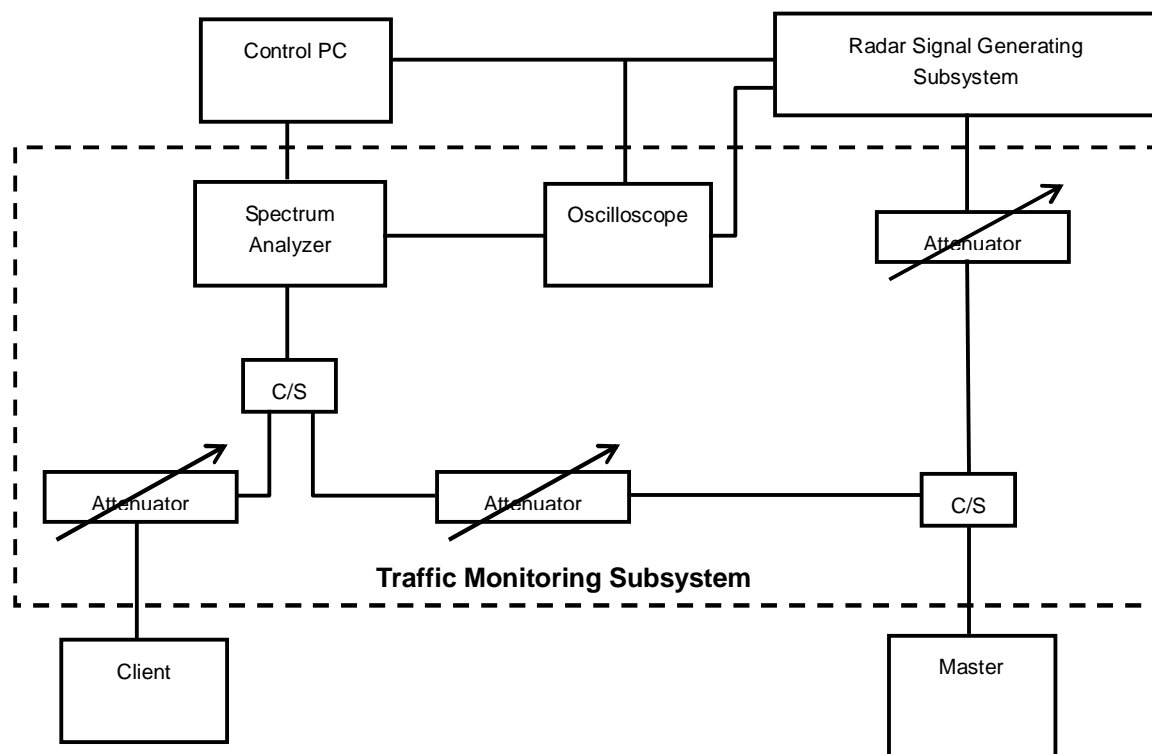 Control PC
Radar Signal Generating
Subsystem
Spectrum
Analyzer
Oscilloscope
Attenuator
C/S
Attenuator
Attenuator
C/S
Traffic Monitoring Subsystem
Client
Master